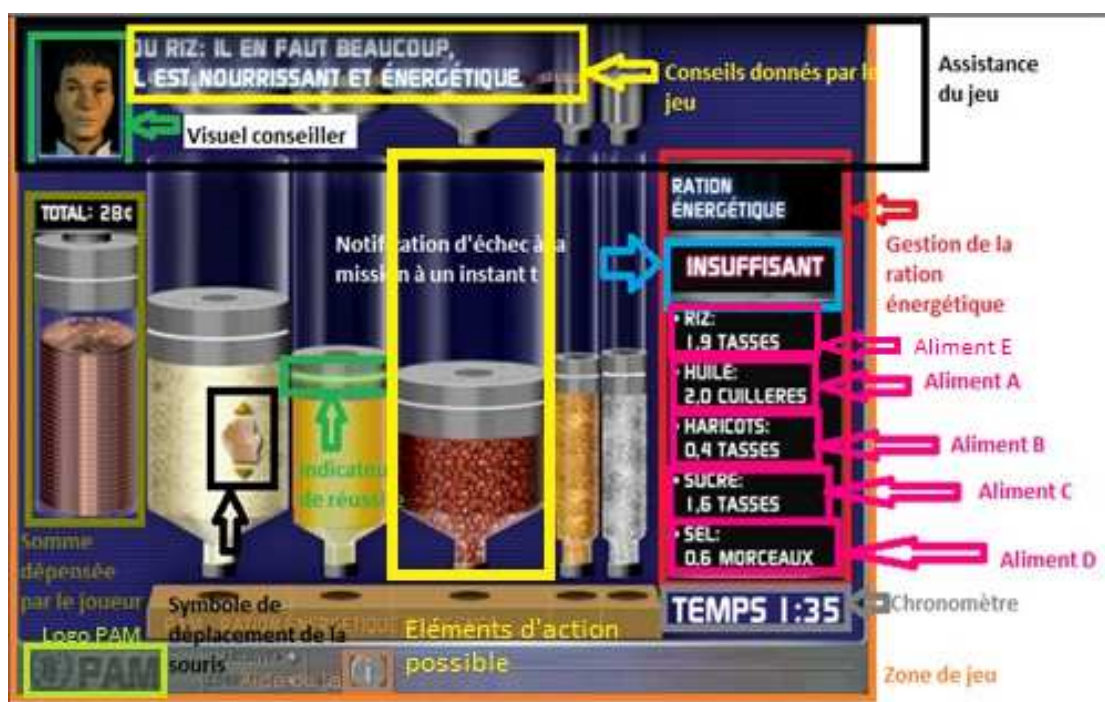 DU RIZ: IL EN FAUT BEAUCOUP,
IL EST NOURRISSANT ET ÉNERGÉTIQUE
Conseils donnés par le
jeu
Assistance
du jeu
Visuel conseiller
TOTAL: 28¢
RATION
ÉNERGÉTIQUE
Notification d'échec à la
mission à un instant t
INSUFFISANT
Gestion de la
ration
énergétique
• RIZ:
1,9 TASSES
Aliment E
• HUILE:
2,0 CUILLERES
Aliment A
• HARICOTS:
0,4 TASSES
Aliment B
• SUCRE:
1,6 TASSES
Aliment C
• SEL:
0,6 MORCEAUX
Aliment D
Indicateur
de réussite
Somme
dépensée
par le joueur
Symbole de
déplacement de la
souris
Eléments d'action
possible
TEMPS 1:35
Chronomètre
Logo PAM
PAM
Zone de jeu